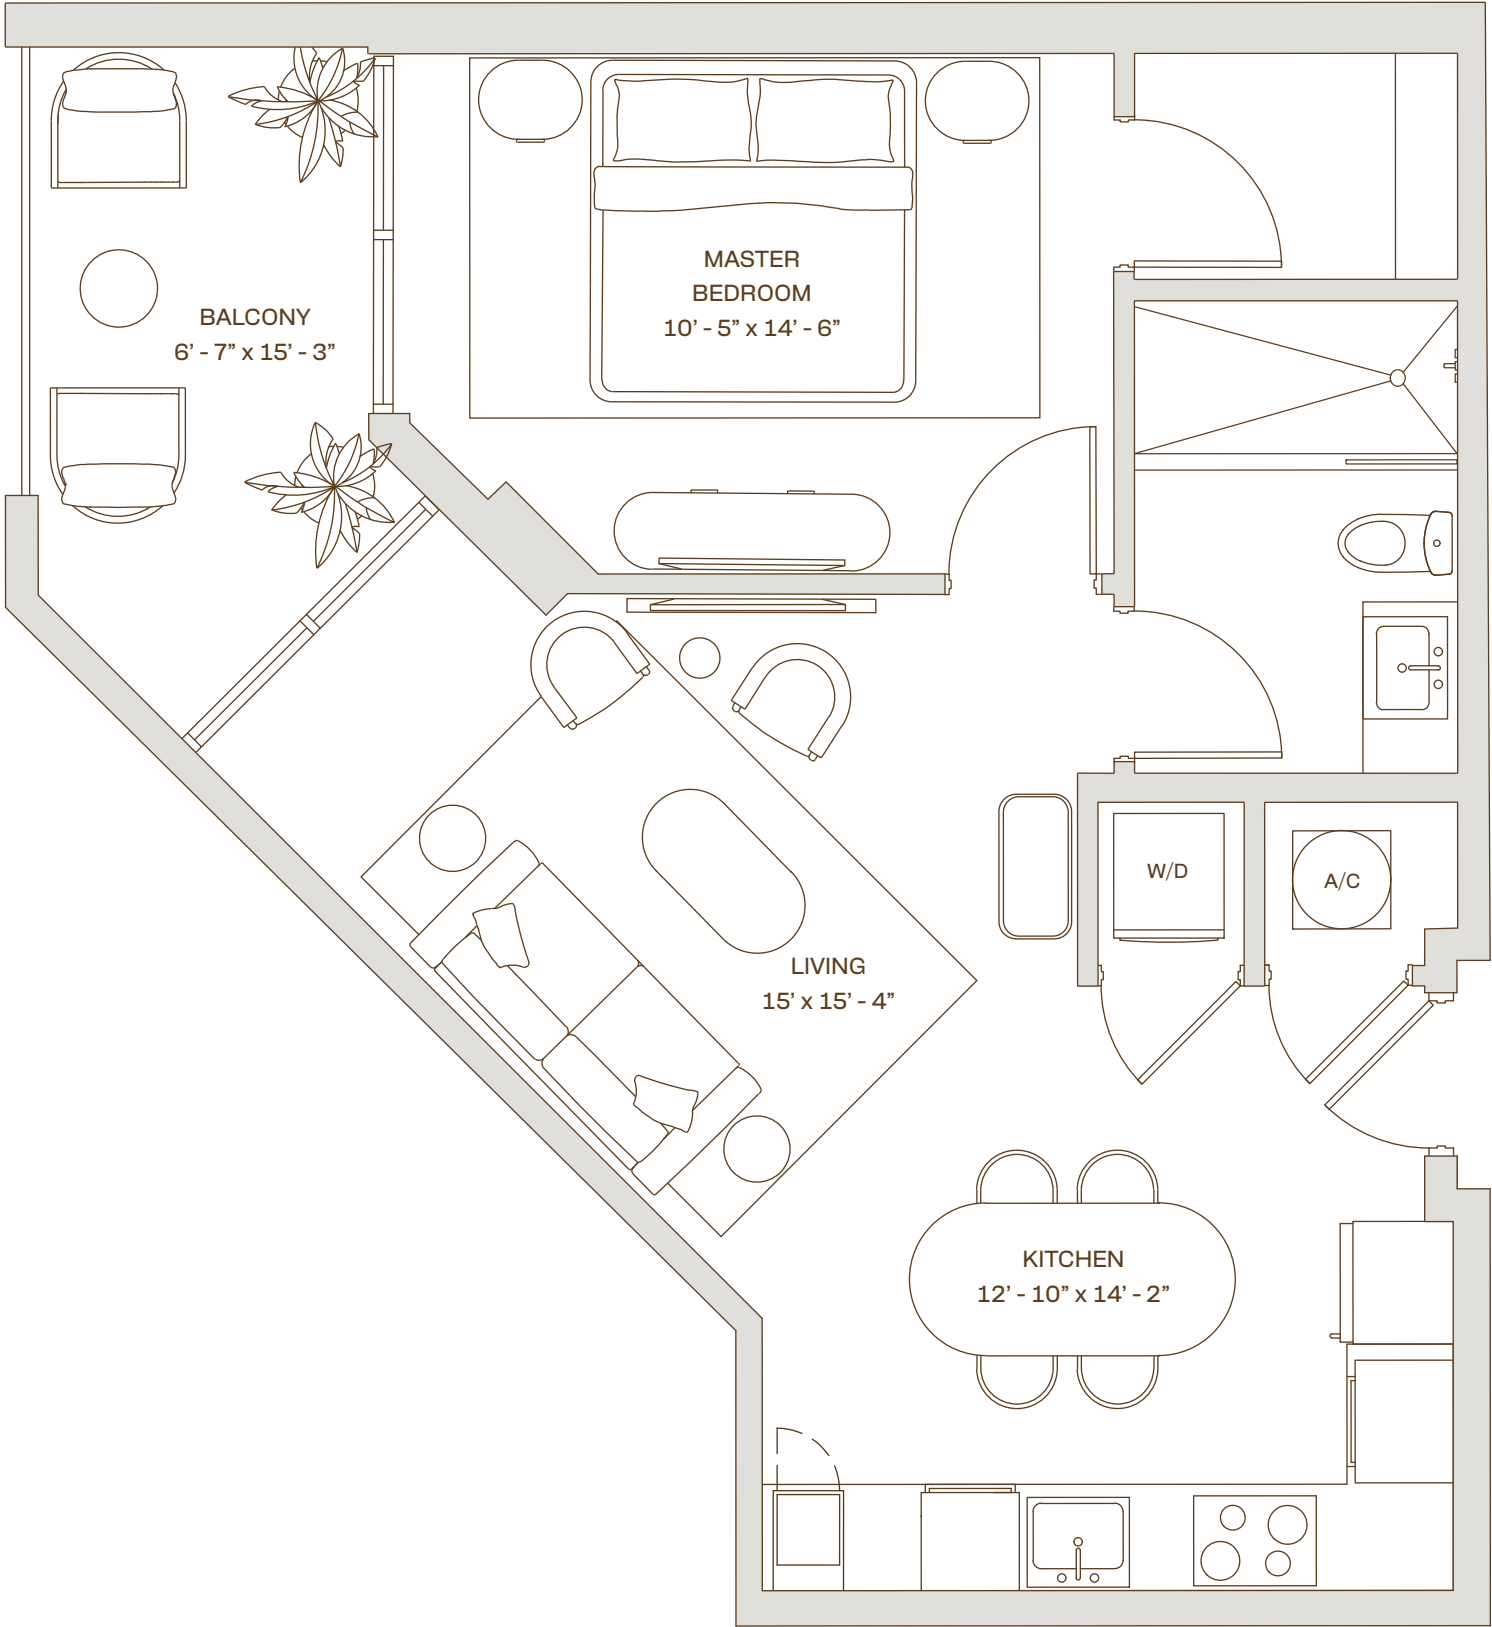 MASTER
BEDROOM
10’ - 5” x 14’ - 6”
BALCONY
6’ - 7” x 15’ - 3”
W/D
A/C
LIVING
15’ x 15’ - 4”
KITCHEN
12’ - 10” x 14’ - 2”